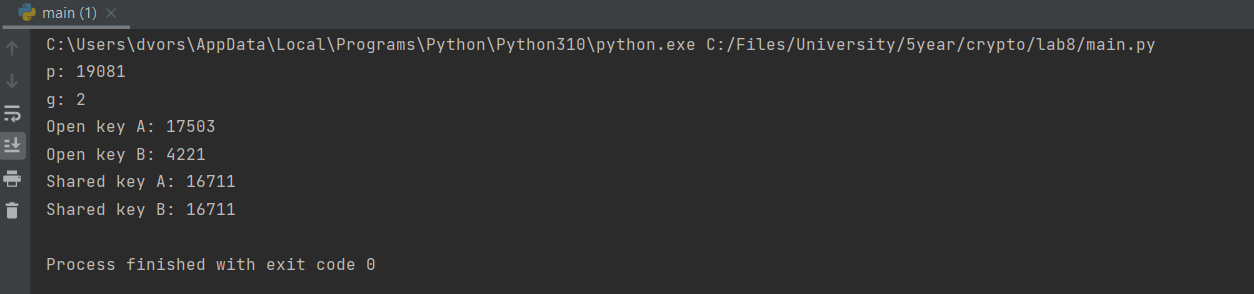 main (1)
C:\Users\dvors\AppData\Local\Programs\Python\Python310\python.exe C:/Files/University/5year/crypto/lab8/main.py
p: 19081
g: 2
Open key A: 17503
Open key B: 4221
Shared key A: 16711
Shared key B: 16711
Process finished with exit code 0